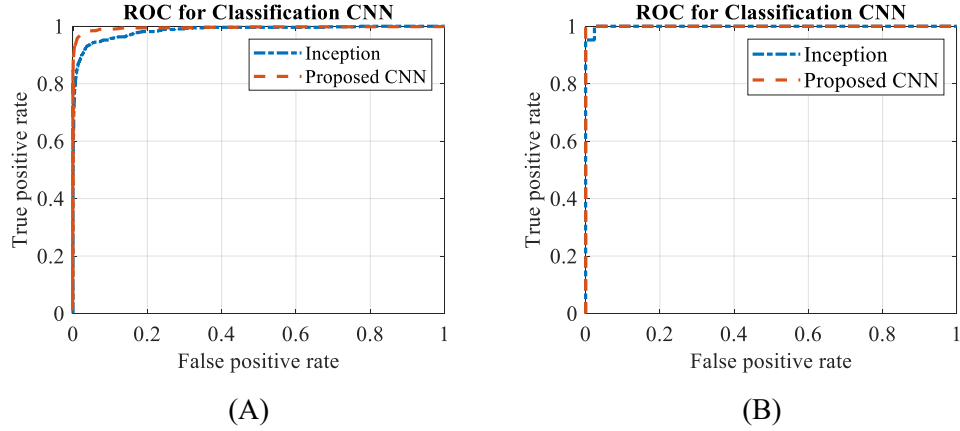 ROC for Classification CNN
1
0.8
0.6
0.4
0.2
0
True positive rate
Inception
Proposed CNN
0 0.2 0.4 0.6 0.8 1
False positive rate
(A)
ROC for Classification CNN
1
0.8
0.6
0.4
0.2
0
True positive rate
Inception
Proposed CNN
0 0.2 0.4 0.6 0.8 1
False positive rate
(B)